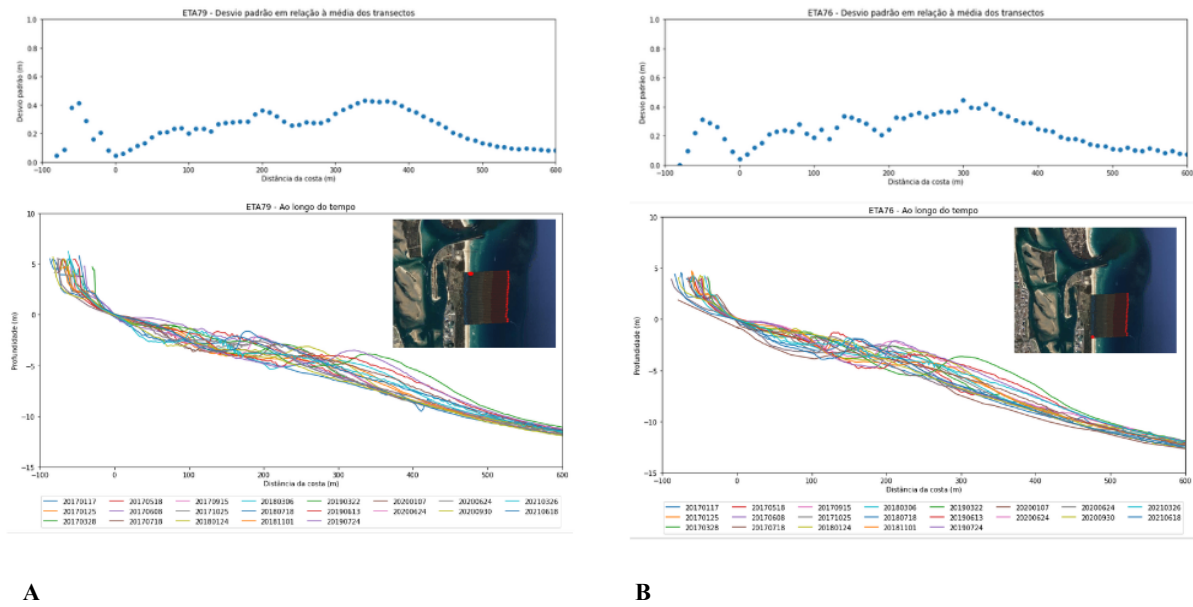 ETA79 - Desvio padrão em relação à média dos transectos
Desvio padrão (m)
1.0
0.8
0.6
0.4
0.2
0.0
−100 0 100 200 300 400 500 600
Distância da costa (m)
ETA79 - Ao longo do tempo
Profundidade (m)
10
5
0
−5
−10
−15
−100 0 100 200 300 400 500 600
Distância da costa (m)
20170117 20170518 20170915 20180306 20190322 20200107 20200624 20210326
20170125 20170608 20171025 20180718 20190613 20200624 20200930 20210618
20170328 20170718 20180124 20181101 20190724
A
ETA76 - Desvio padrão em relação à média dos transectos
Desvio padrão (m)
1.0
0.8
0.6
0.4
0.2
0.0
−100 0 100 200 300 400 500 600
Distância da costa (m)
ETA76 - Ao longo do tempo
Profundidade (m)
10
5
0
−5
−10
−15
−100 0 100 200 300 400 500 600
Distância da costa (m)
20170117 20170518 20170915 20180306 20190322 20200107 20200624 20210326
20170125 20170608 20171025 20180718 20190613 20200624 20200930 20210618
20170328 20170718 20180124 20181101 20190724
B